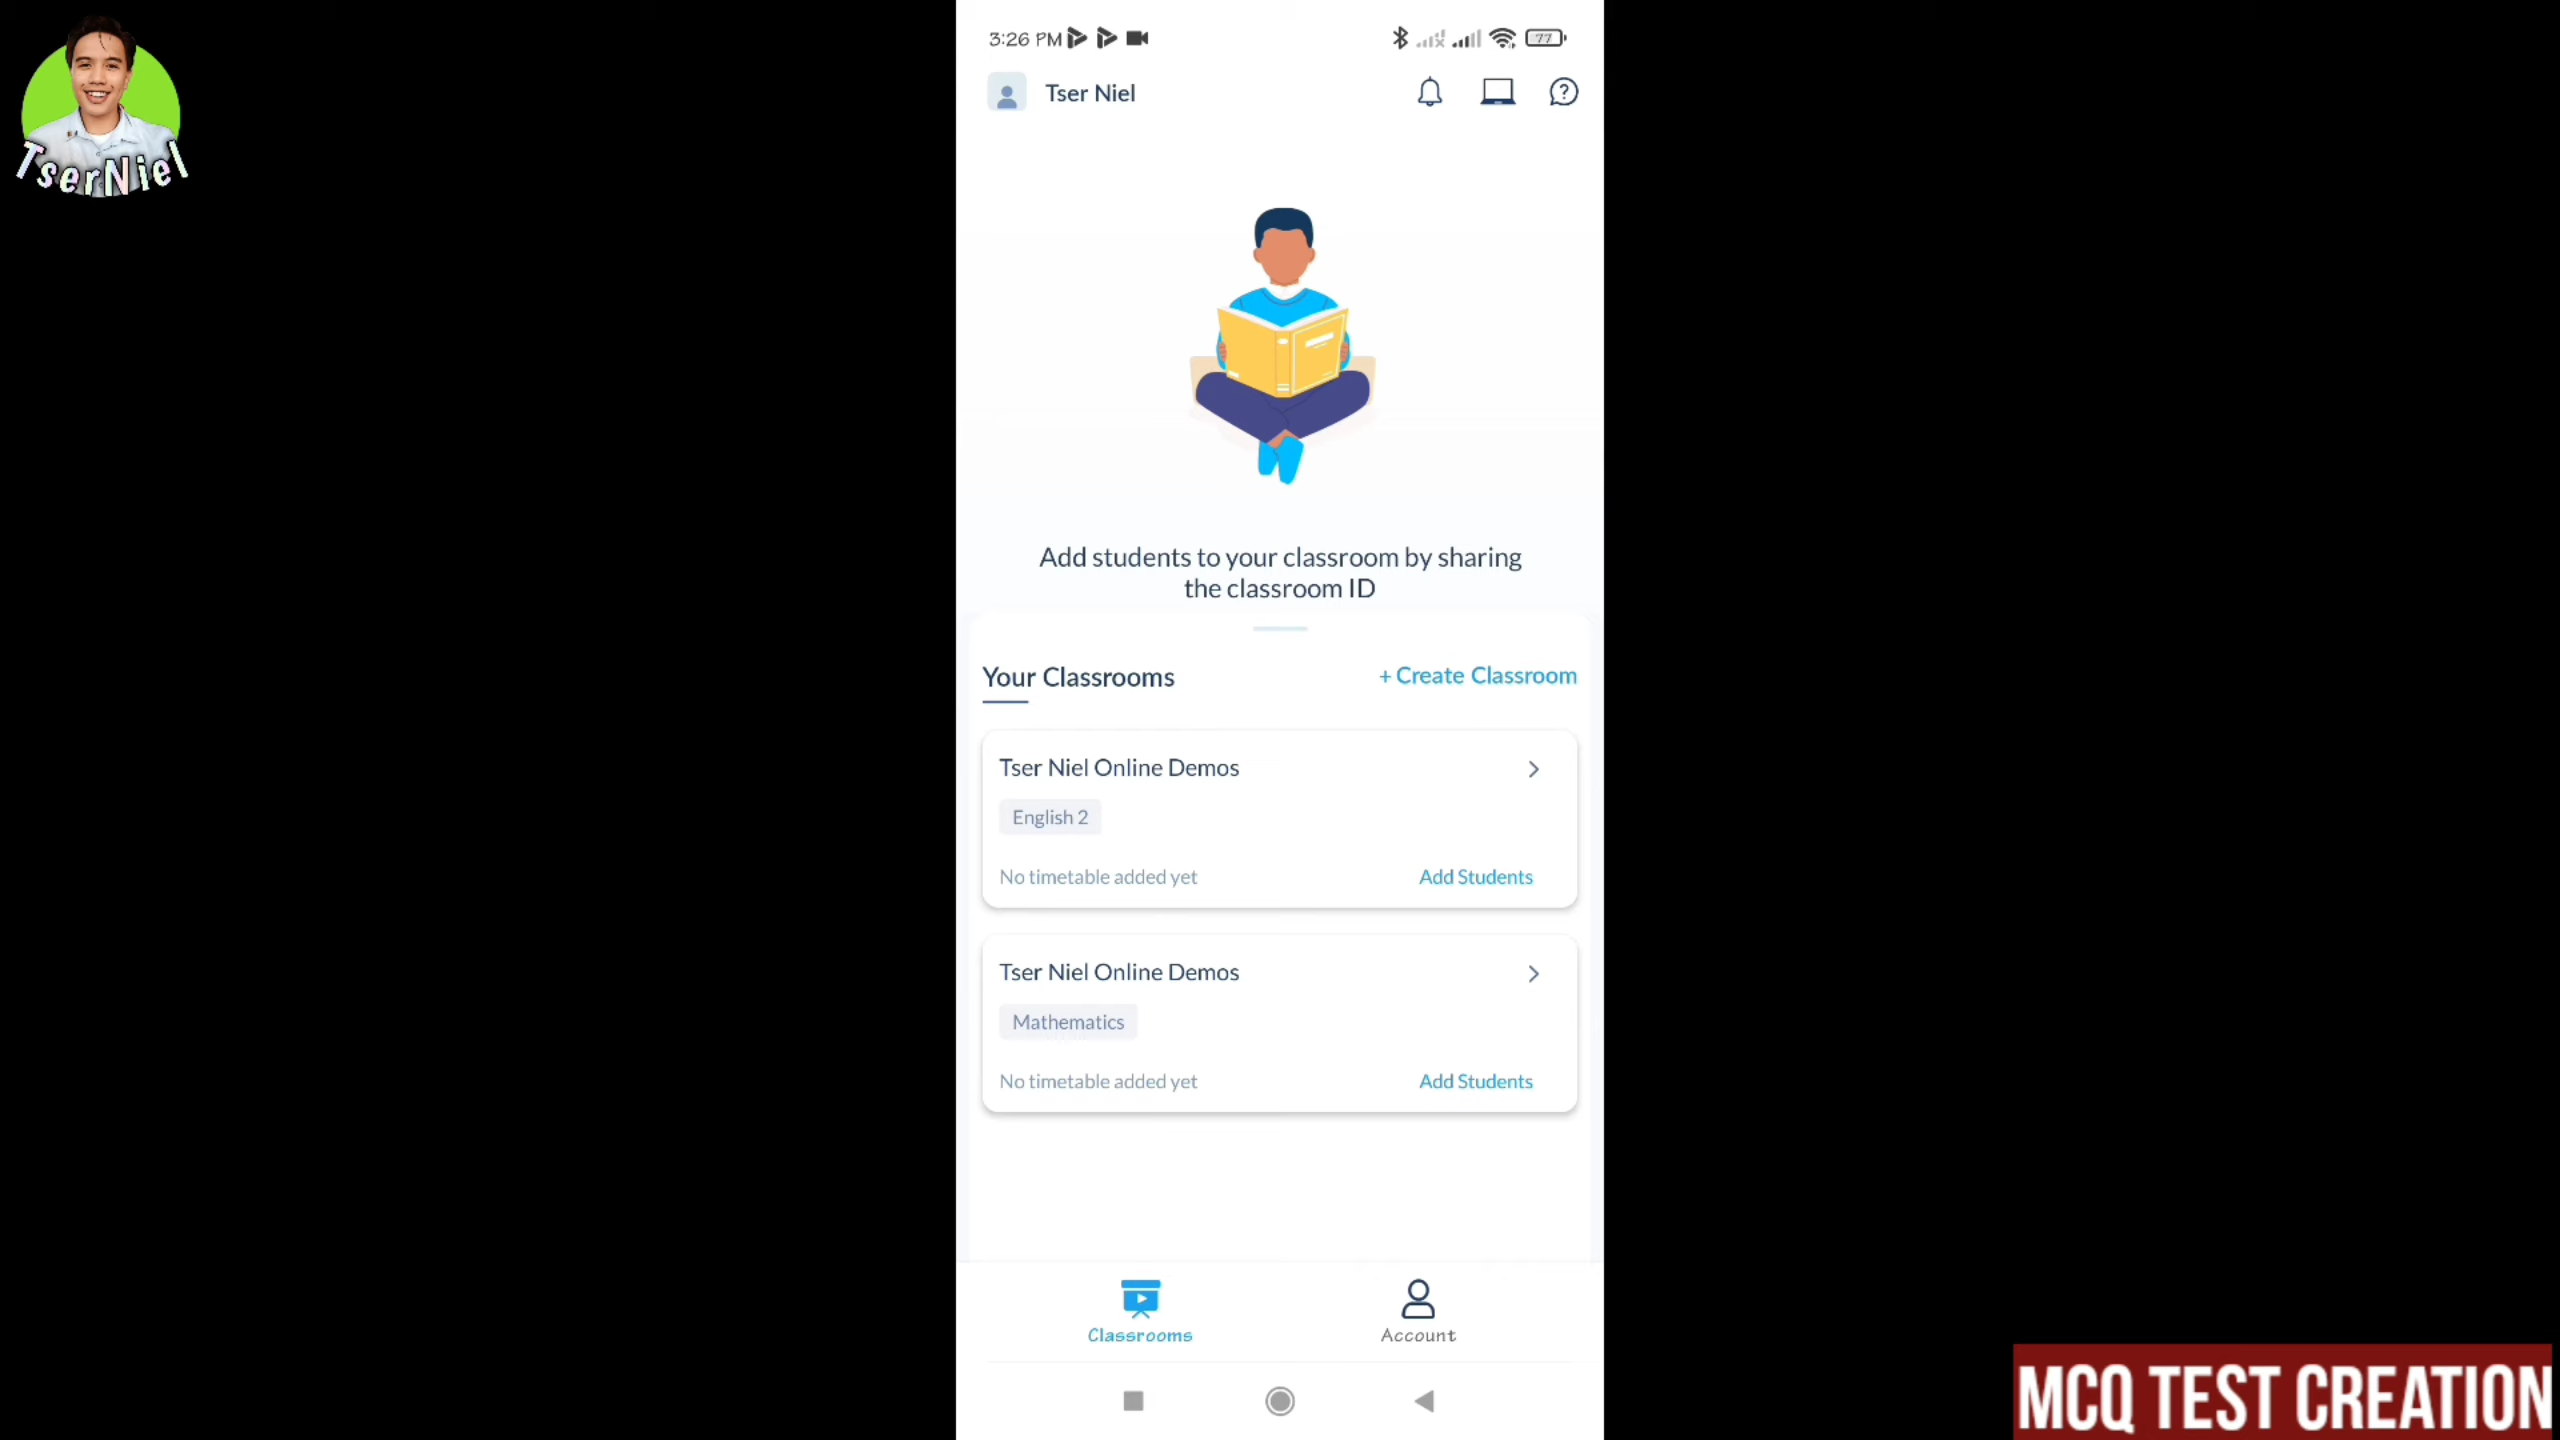 TserNiel
3:26 PM
77
Tser Niel
Add students to your classroom by sharing
the classroom ID
Your Classrooms
+ Create Classroom
Tser Niel Online Demos
English 2
No timetable added yet
Add Students
Tser Niel Online Demos
Mathematics
No timetable added yet
Add Students
Classrooms
Account
MCQ TEST CREATION